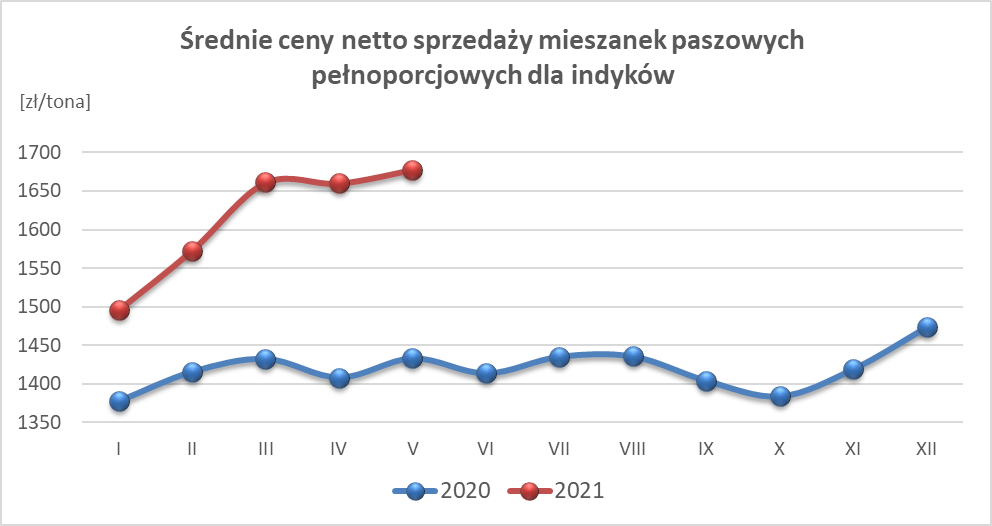 Średnie ceny netto sprzedaży mieszanek paszowych
pełnoporcjowych dla indyków
[zł/tona]
1700
1650
1600
1550
1500
1450
1400
1350
I II III IV V VI VII VIII IX X XI XII
2020 2021